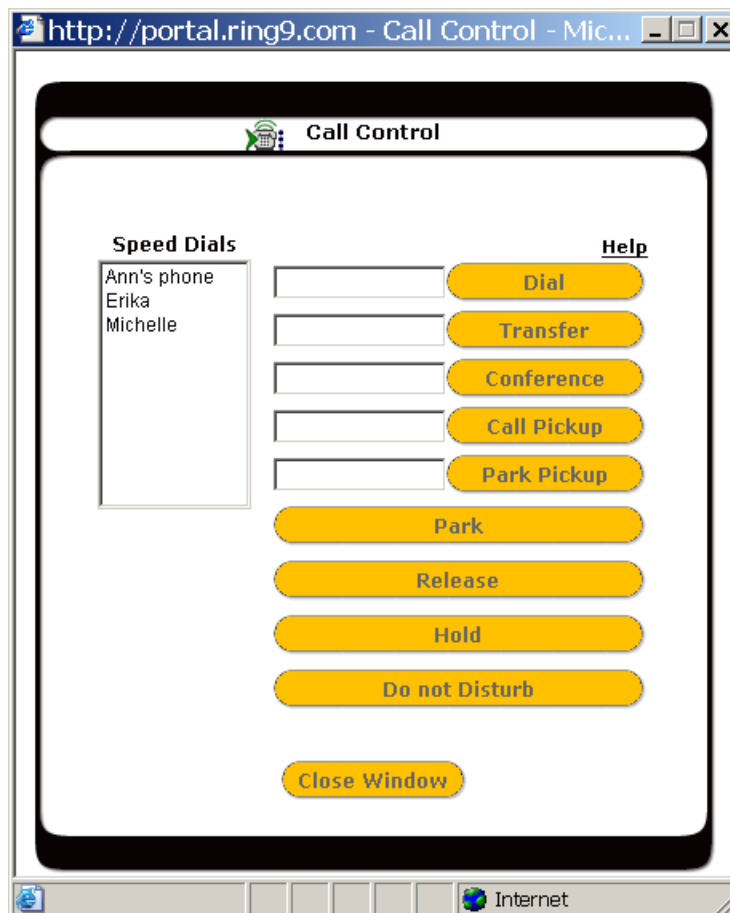 http://portal.ring9.com - Call Control - Mic...
Call Control
Speed Dials
Help
Ann's phone
Erika
Michelle
Dial
Transfer
Conference
Call Pickup
Park Pickup
Park
Release
Hold
Do not Disturb
Close Window
Internet